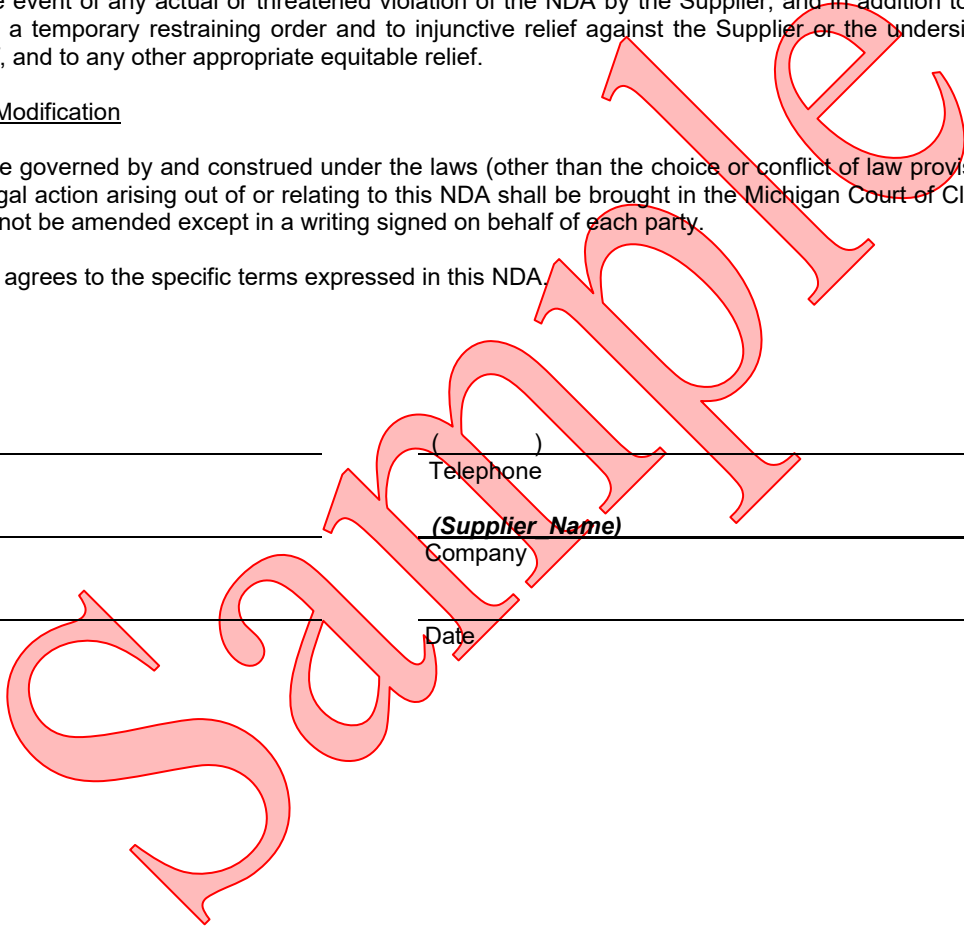 e event of any actual or threatened violation of the NDA by the Supplier, and in addition to
a temporary restraining order and to injunctive relief against the Supplier or the undersi
, and to any other appropriate equitable relief.
Modification
e governed by and construed under the laws (other than the choice or conflict of law provis
gal action arising out of or relating to this NDA shall be brought in the Michigan Court of Cl
not be amended except in a writing signed on behalf of each party.
agrees to the specific terms expressed in this NDA.
( )
Telephone
(Supplier_Name)
Company
Date
Sample